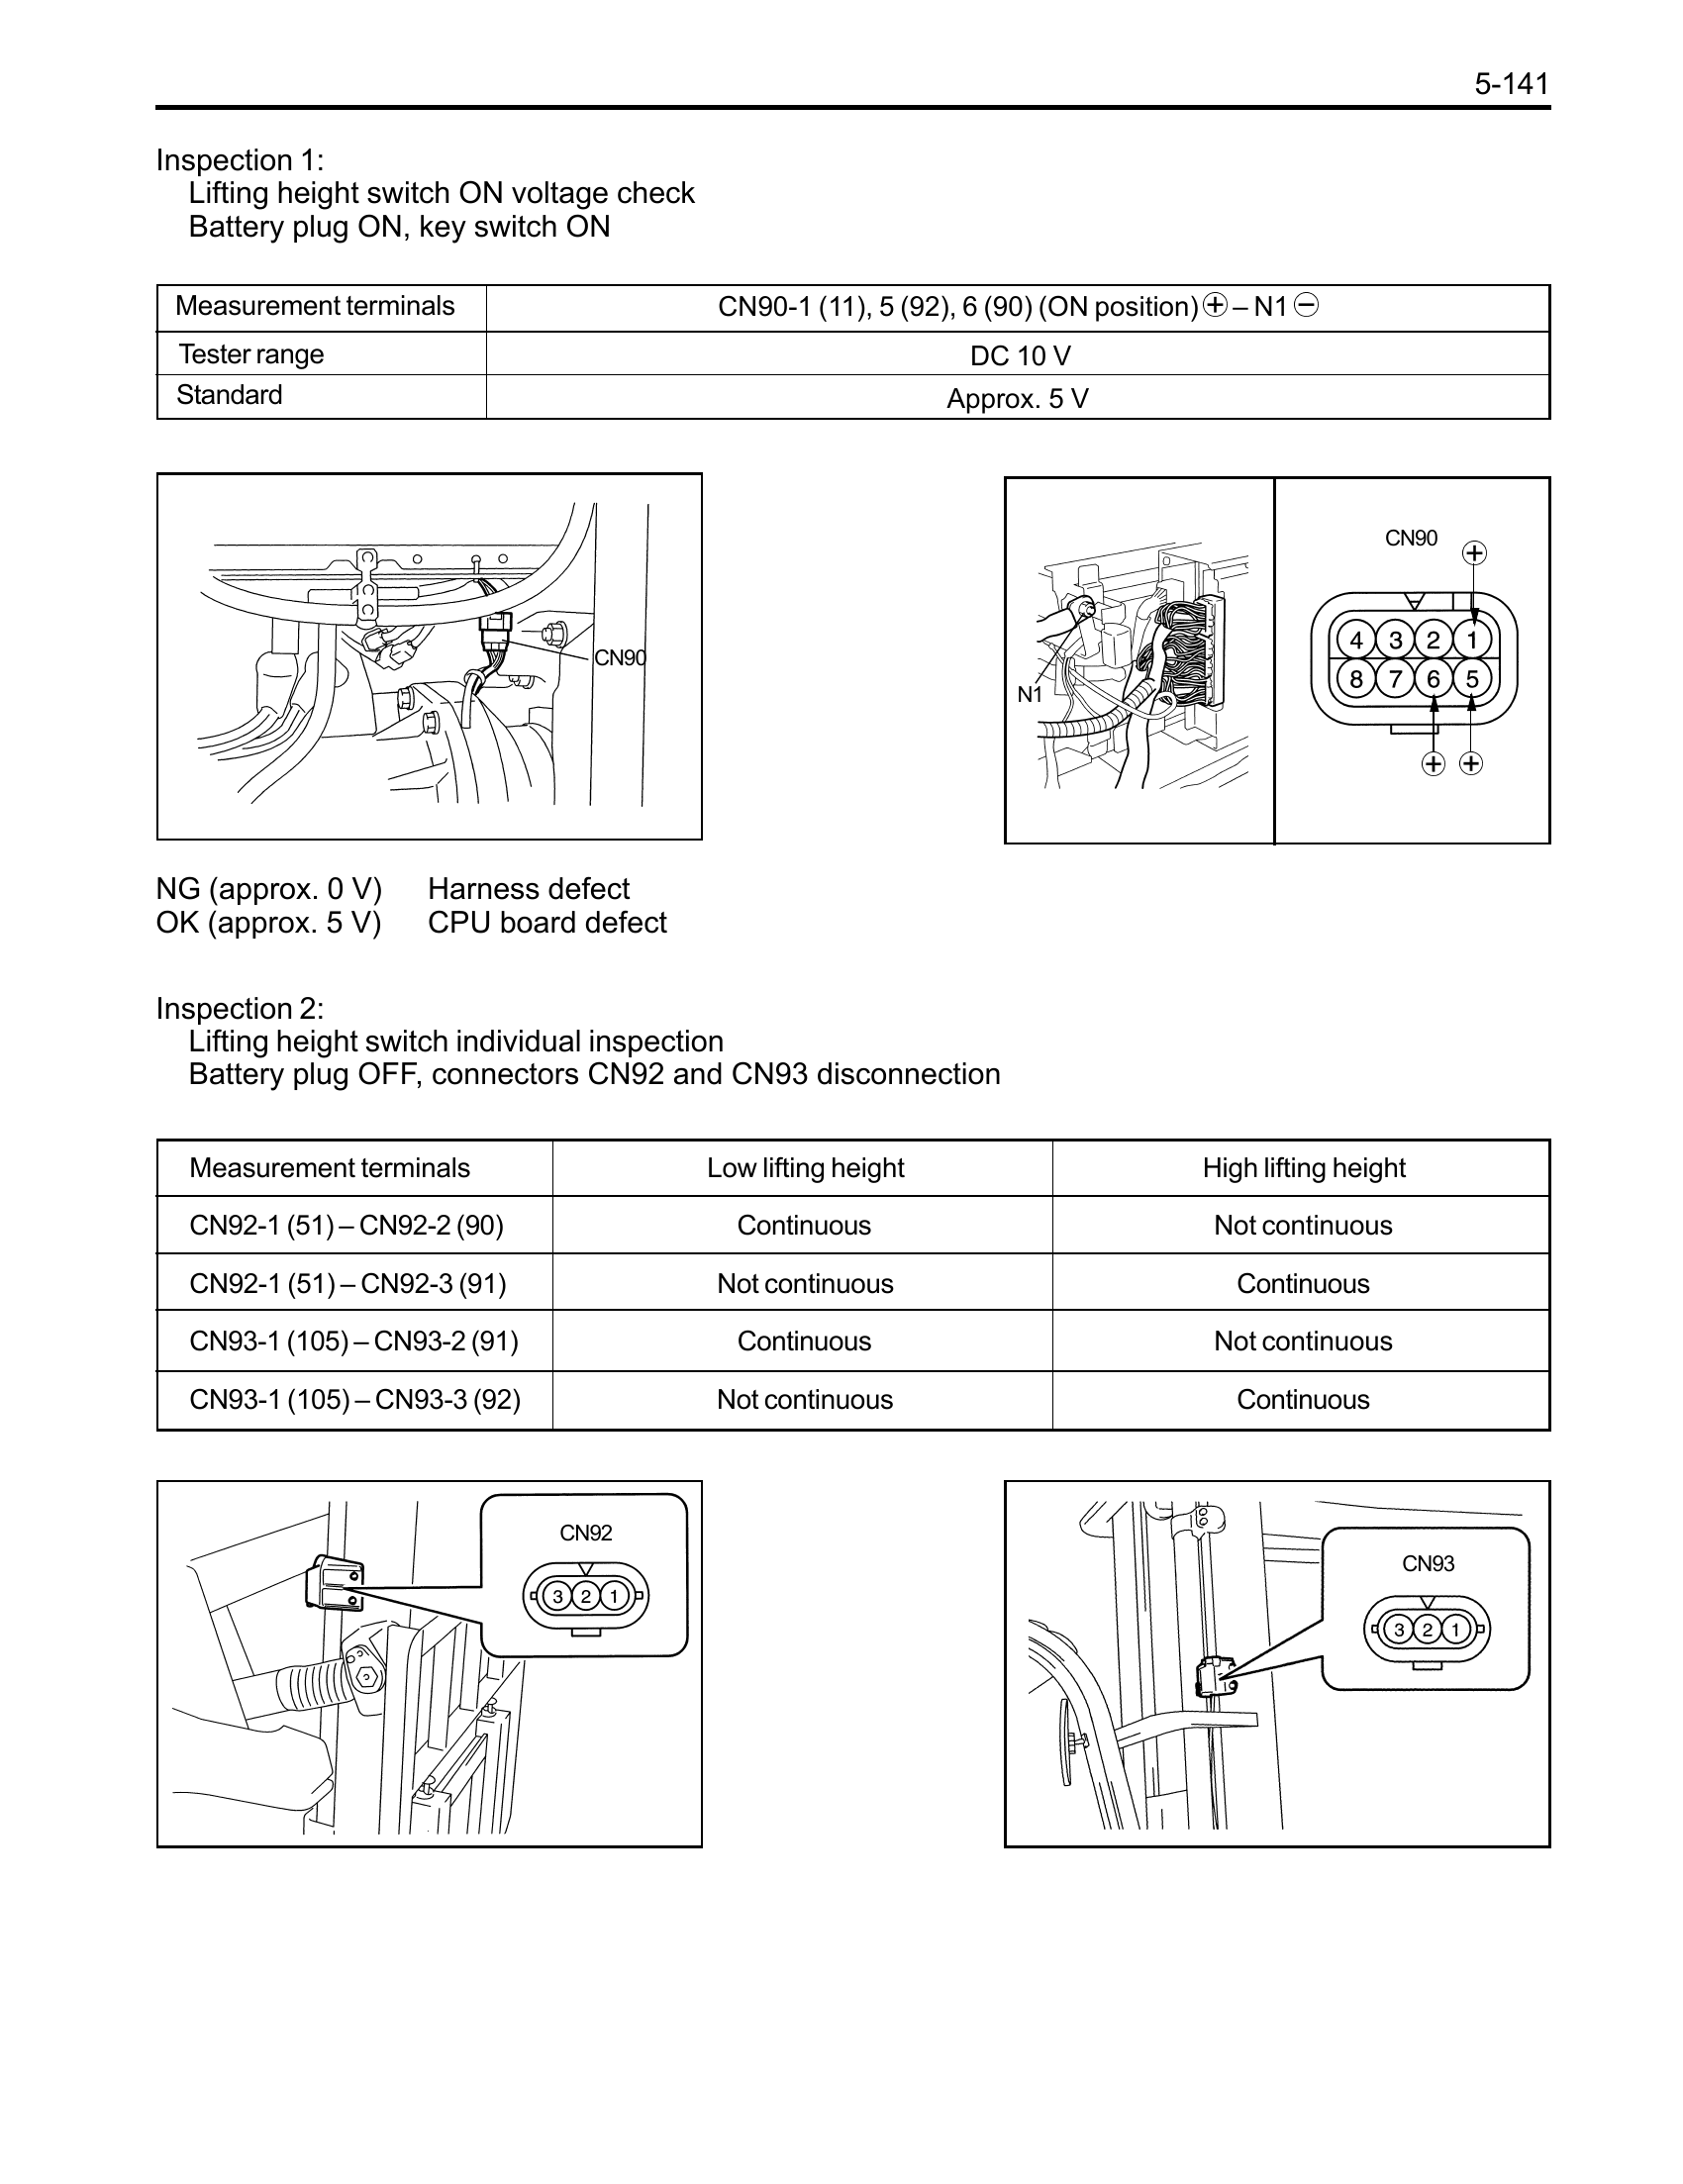 5-141
Inspection 1:
Lifting height switch ON voltage check
Battery plug ON, key switch ON
Measurement terminals CN90-1 (11), 5 (92), 6 (90) (ON position) ⊕ – N1 ⊖
Tester range DC 10 V
Standard Approx. 5 V
CN90
N1
CN90
⊕
4 3 2 1
8 7 6 5
⊕ ⊕
NG (approx. 0 V) Harness defect
OK (approx. 5 V) CPU board defect
Inspection 2:
Lifting height switch individual inspection
Battery plug OFF, connectors CN92 and CN93 disconnection
Measurement terminals Low lifting height High lifting height
CN92-1 (51) – CN92-2 (90) Continuous Not continuous
CN92-1 (51) – CN92-3 (91) Not continuous Continuous
CN93-1 (105) – CN93-2 (91) Continuous Not continuous
CN93-1 (105) – CN93-3 (92) Not continuous Continuous
CN92
3 2 1
CN93
3 2 1